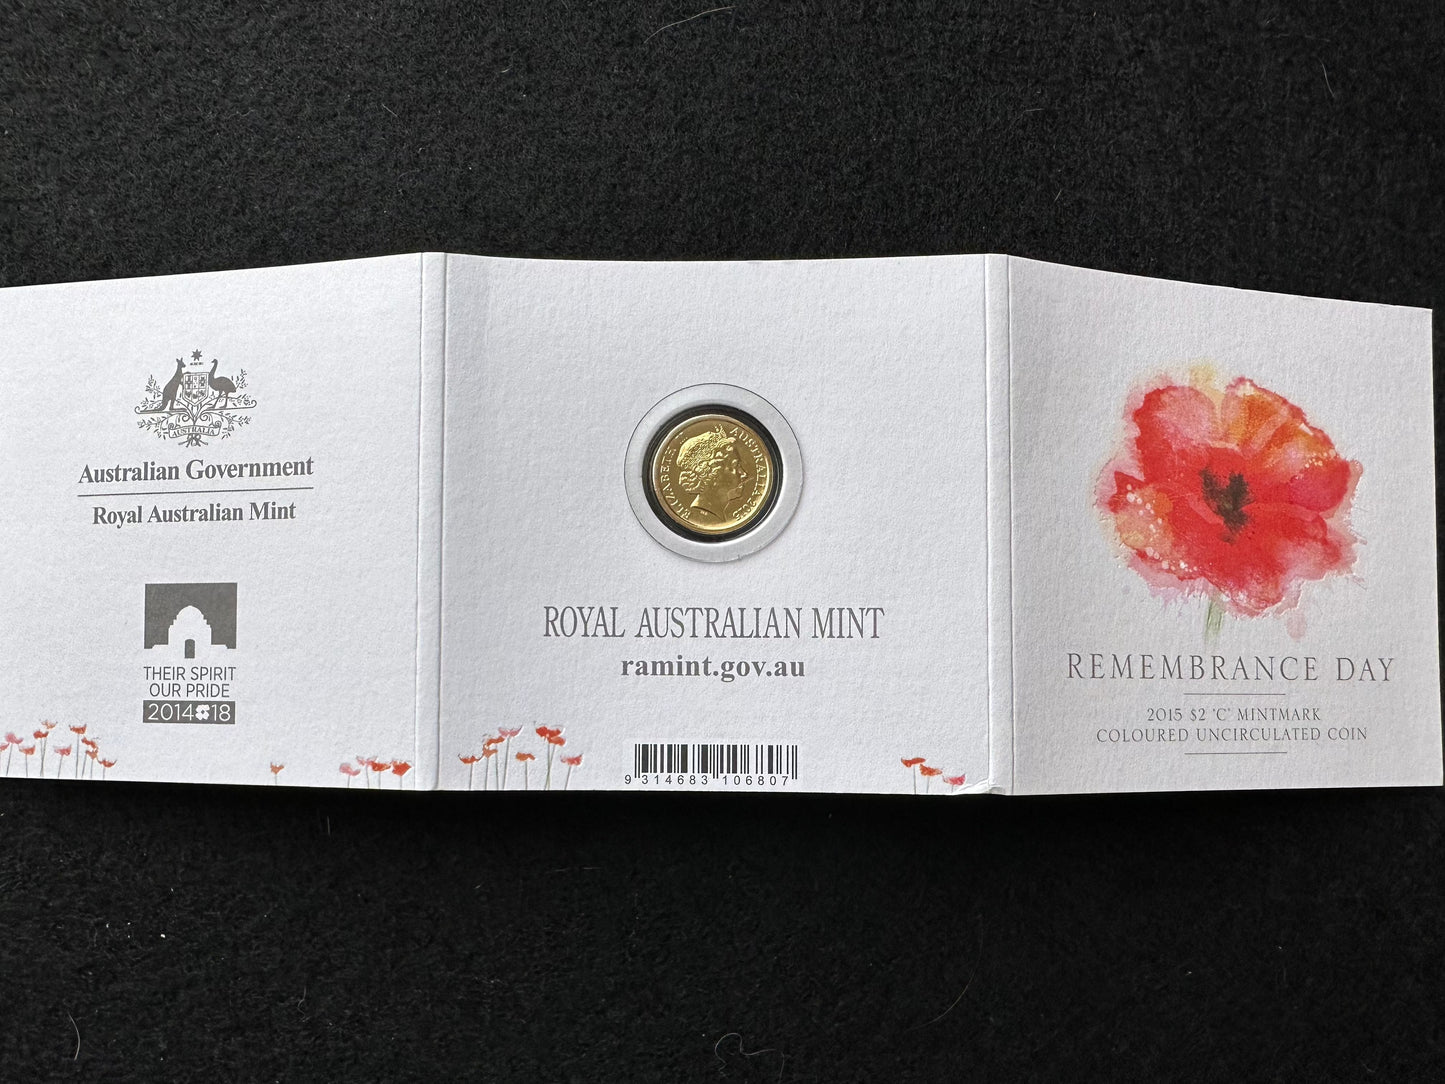 AUSTRALIA
Australian Government
Royal Australian Mint
THEIR SPIRIT
OUR PRIDE
2014 18
ELIZABETH II AUSTRALIA 2015
ROYAL AUSTRALIAN MINT
ramint.gov.au
9 314683 106807
REMEMBRANCE DAY
2015 $2 'C' MINTMARK
COLOURED UNCIRCULATED COIN